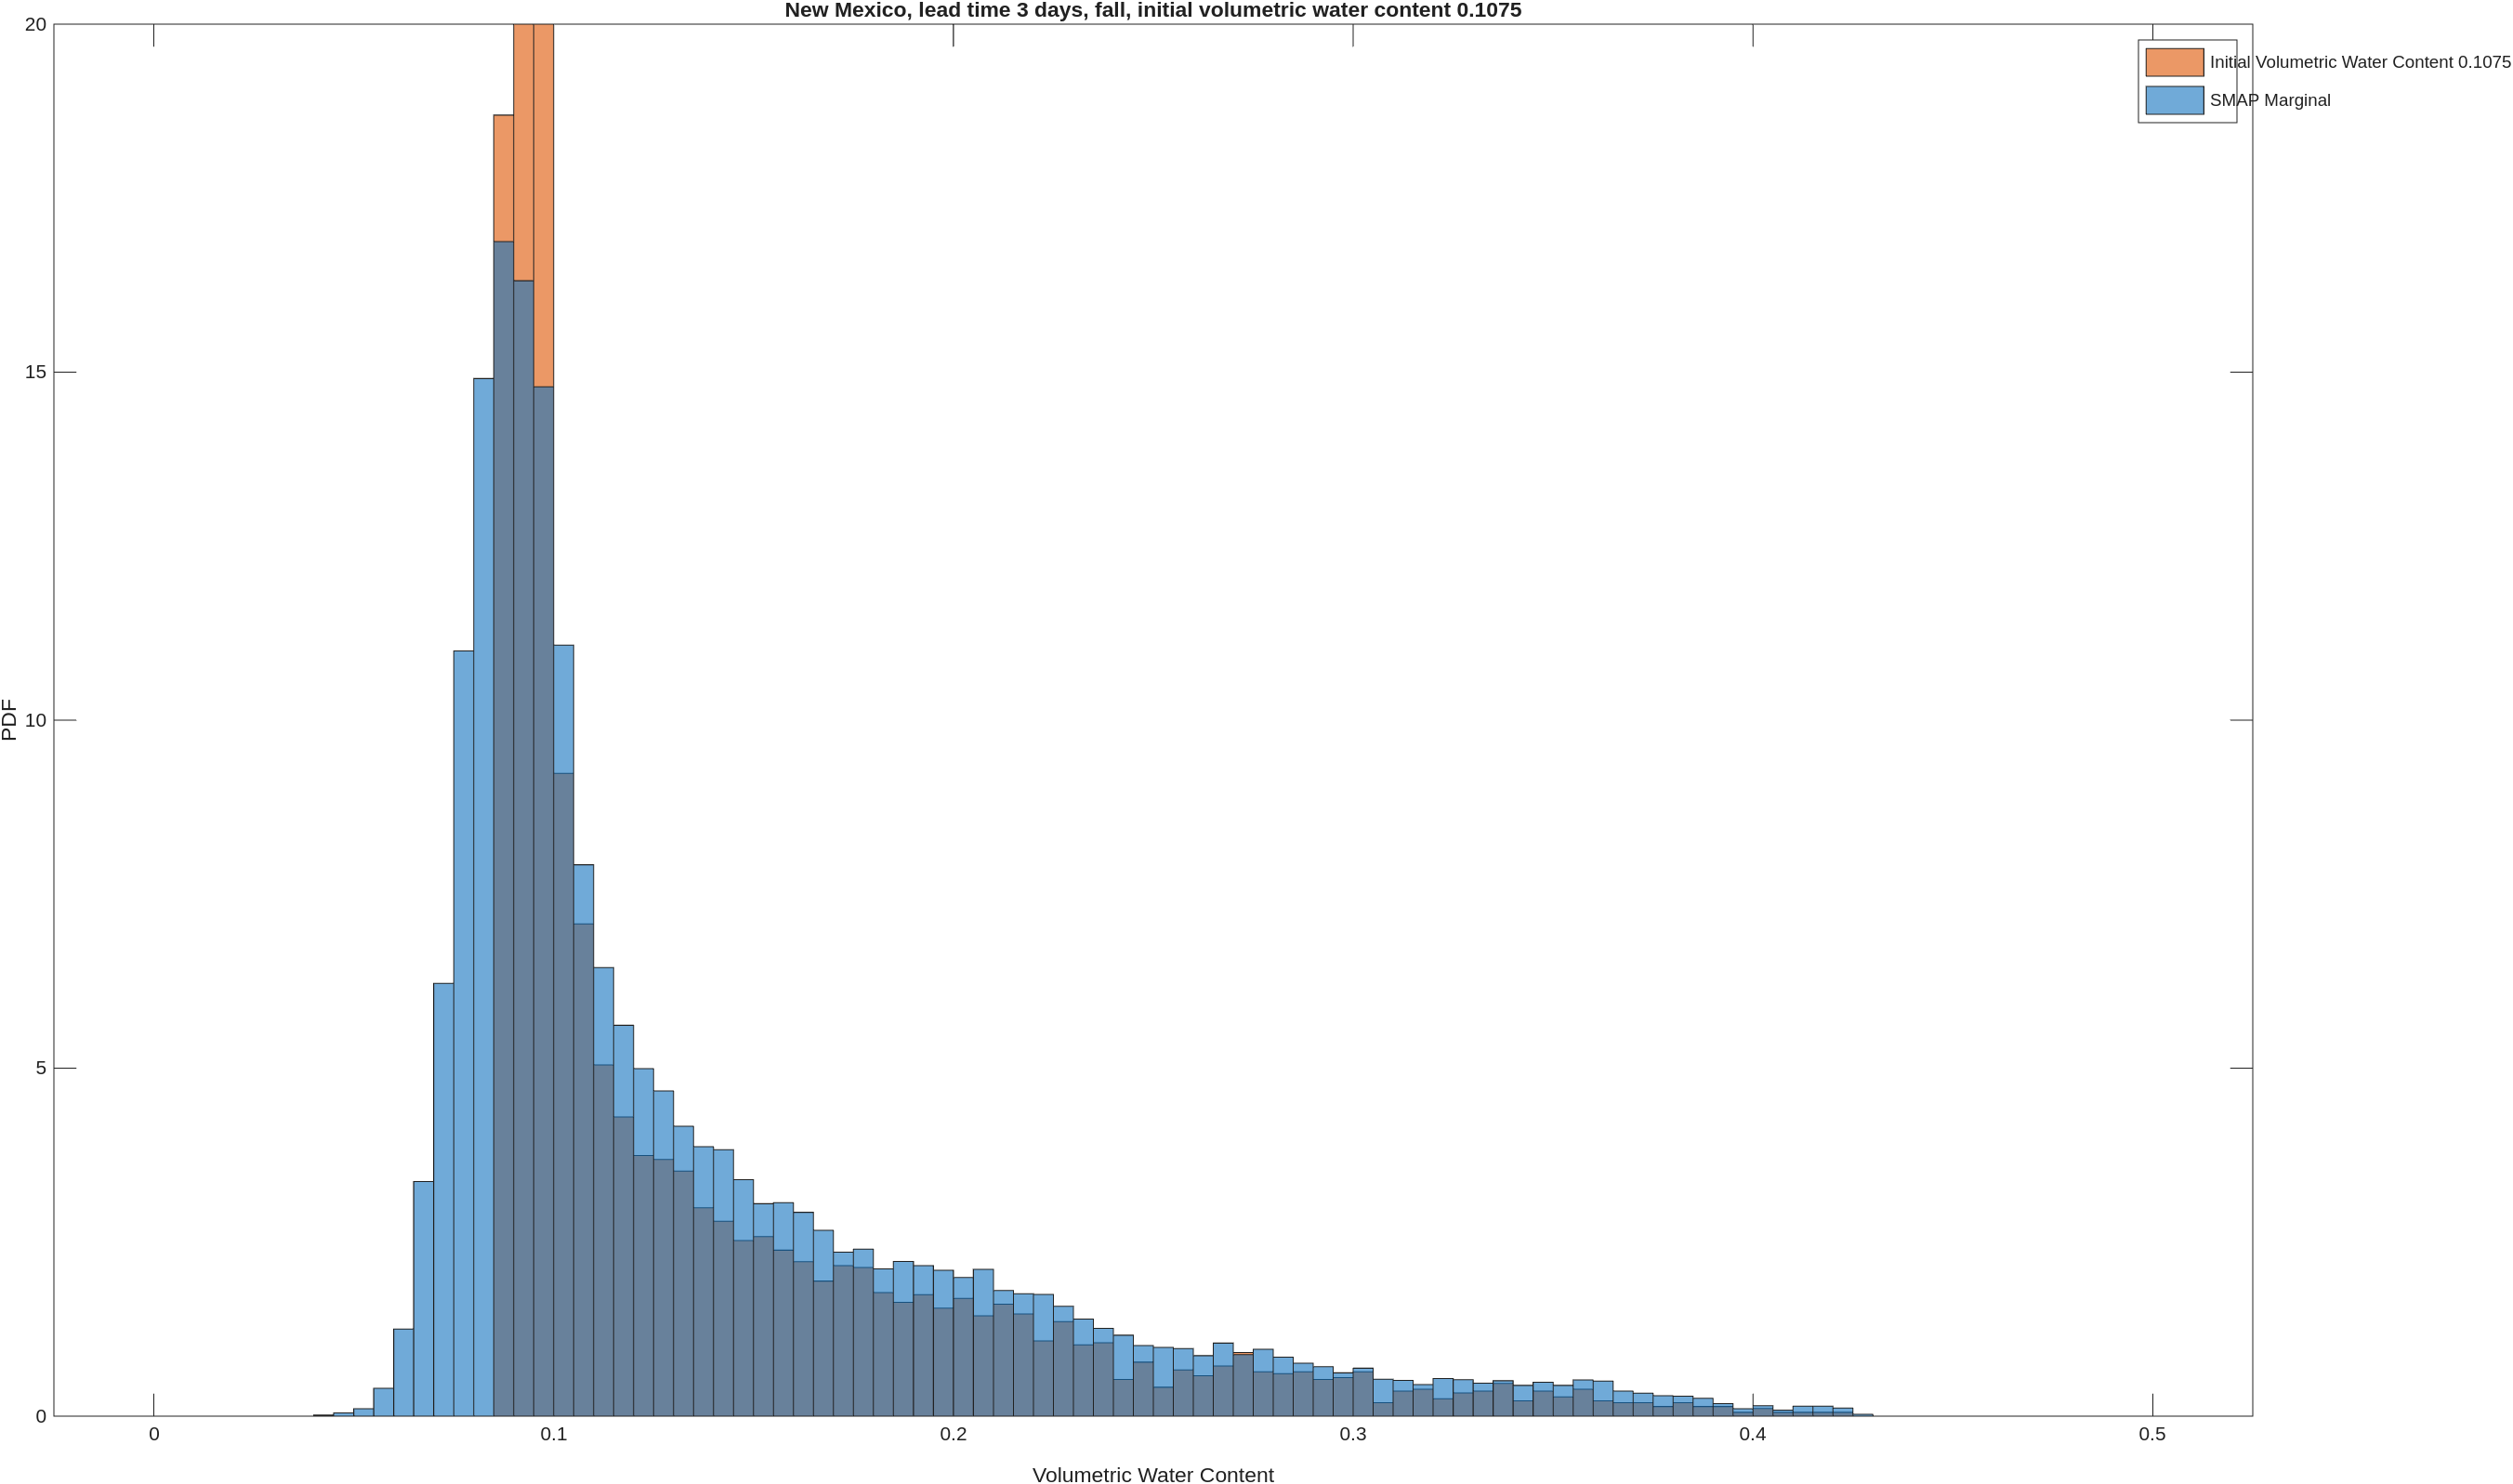 New Mexico, lead time 3 days, fall, initial volumetric water content 0.1075
20
Initial Volumetric Water Content 0.1075
SMAP Marginal
15
10
PDF
5
0
0 0.1 0.2 0.3 0.4 0.5
Volumetric Water Content